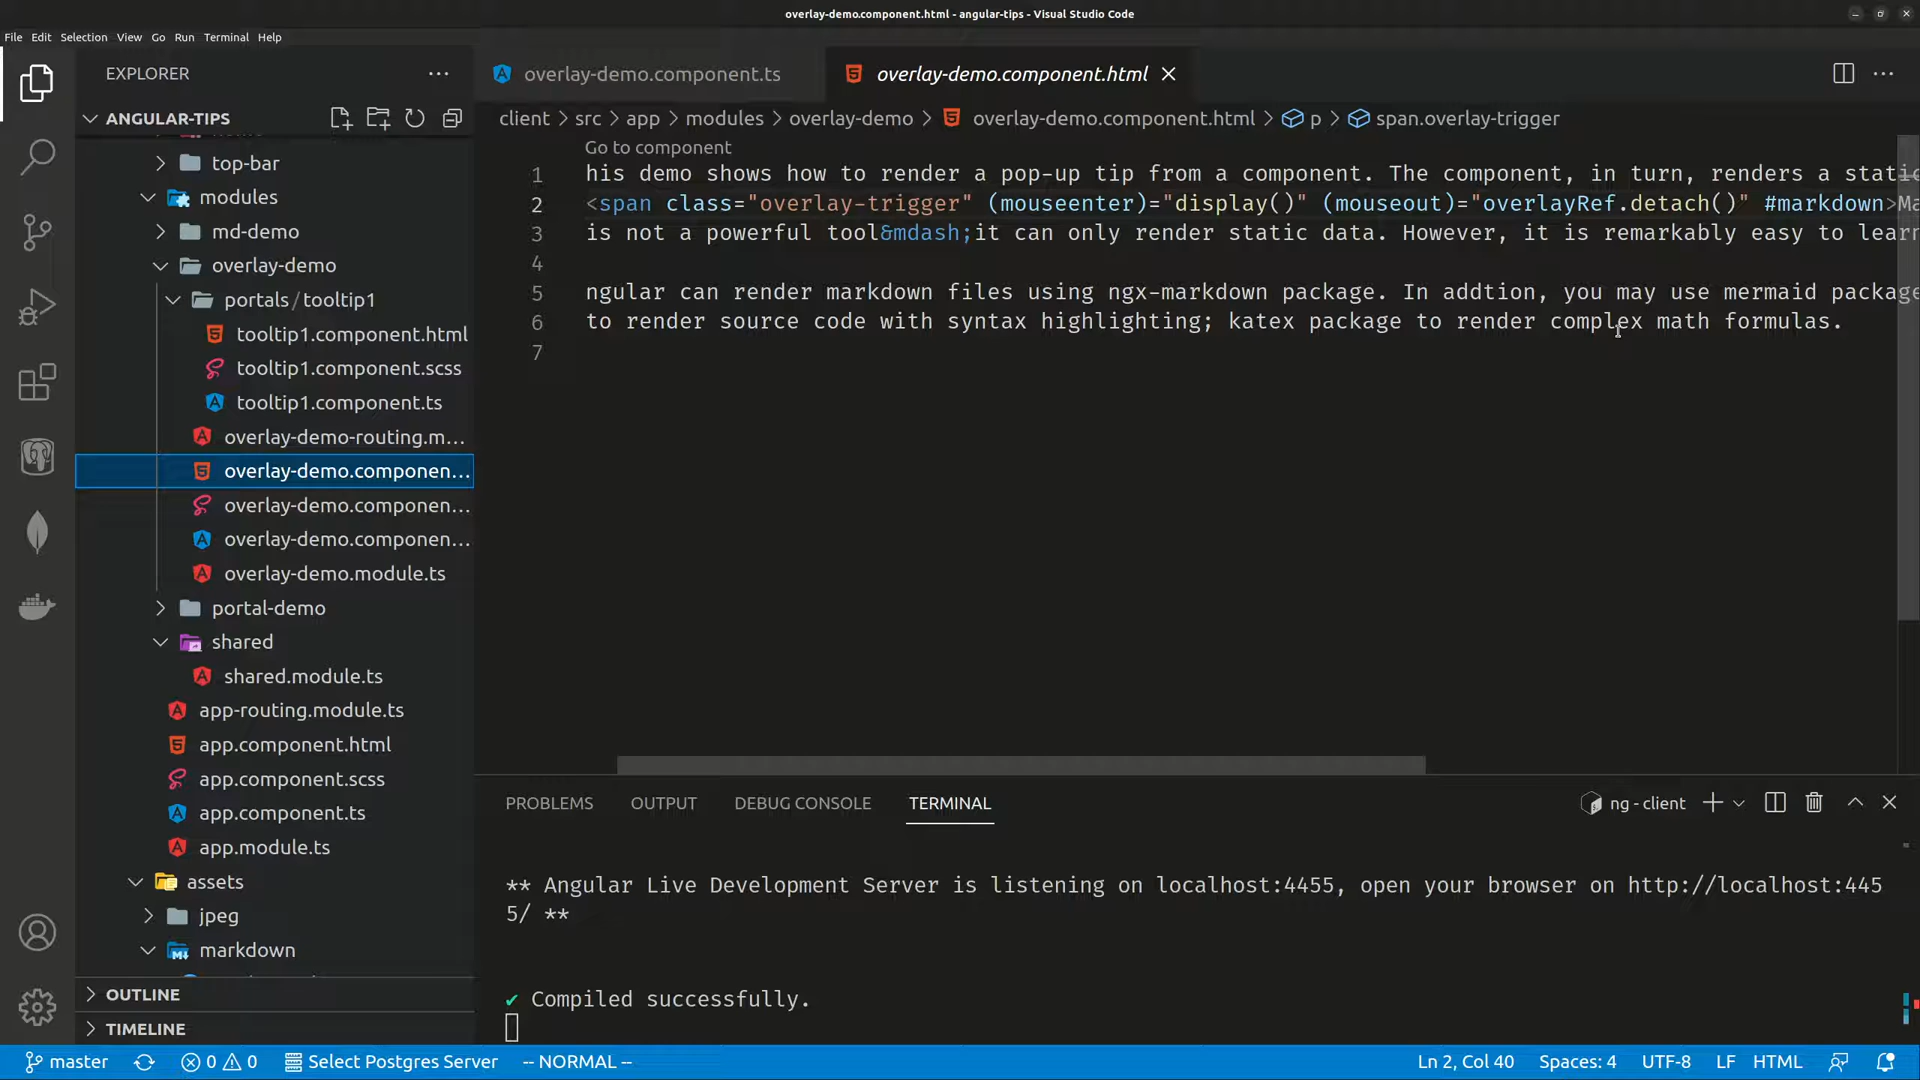 overlay-demo.component.html - angular-tips - Visual Studio Code
File Edit Selection View Go Run Terminal Help
EXPLORER
ANGULAR-TIPS
top-bar
modules
md-demo
overlay-demo
portals/tooltip1
tooltip1.component.html
tooltip1.component.scss
tooltip1.component.ts
overlay-demo-routing.m...
overlay-demo.componen...
overlay-demo.componen...
overlay-demo.componen...
overlay-demo.module.ts
portal-demo
shared
shared.module.ts
app-routing.module.ts
app.component.html
app.component.scss
app.component.ts
app.module.ts
assets
jpeg
markdown
OUTLINE
TIMELINE
overlay-demo.component.ts
overlay-demo.component.html
client > src > app > modules > overlay-demo > overlay-demo.component.html > p > span.overlay-trigger
Go to component
1 his demo shows how to render a pop-up tip from a component. The component, in turn, renders a static
2 <span class="overlay-trigger" (mouseenter)="display()" (mouseout)="overlayRef.detach()" #markdown>Ma
3 is not a powerful tool&mdash;it can only render static data. However, it is remarkably easy to learn
4
5 ngular can render markdown files using ngx-markdown package. In addtion, you may use mermaid package
6 to render source code with syntax highlighting; katex package to render complex math formulas.
7
PROBLEMS OUTPUT DEBUG CONSOLE TERMINAL
ng - client
** Angular Live Development Server is listening on localhost:4455, open your browser on http://localhost:445
5/ **
✔ Compiled successfully.
master 0 0 Select Postgres Server -- NORMAL -- Ln 2, Col 40 Spaces: 4 UTF-8 LF HTML